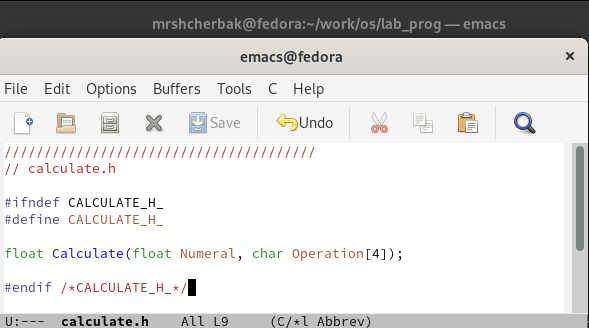 mrshcherbak@fedora:~/work/os/lab_prog — emacs
emacs@fedora ×
File Edit Options Buffers Tools C Help
Save Undo
///////////////////////////////////////
// calculate.h
#ifndef CALCULATE_H_
#define CALCULATE_H_
float Calculate(float Numeral, char Operation[4]);
#endif /*CALCULATE_H_*/
U:--- calculate.h All L9 (C/*l Abbrev)